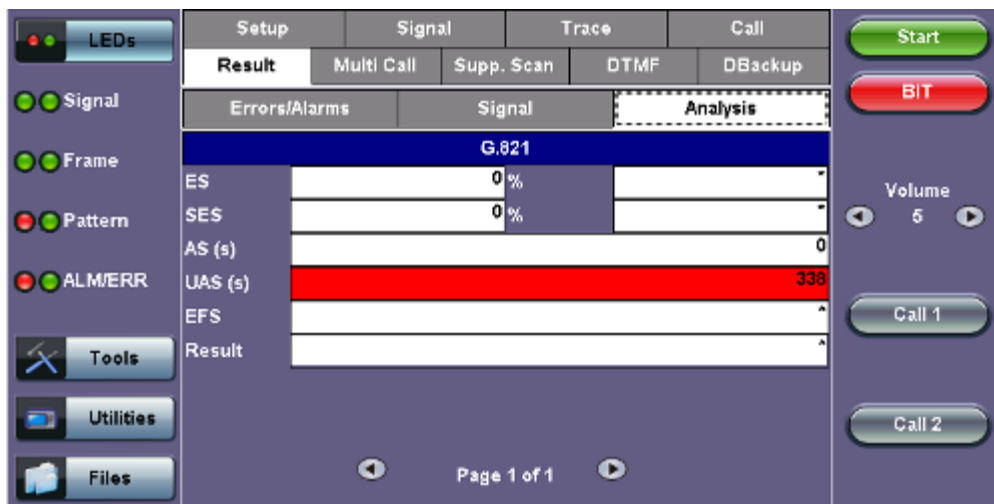 LEDs
Signal
Frame
Pattern
ALM/ERR
Tools
Utilities
Files
Setup Signal Trace Call
Result Multi Call Supp. Scan DTMF DBackup
Errors/Alarms Signal Analysis
G.821
ES 0 %
SES 0 %
AS (s) 0
UAS (s) 338
EFS
Result
Page 1 of 1
Start
BIT
Volume
5
Call 1
Call 2